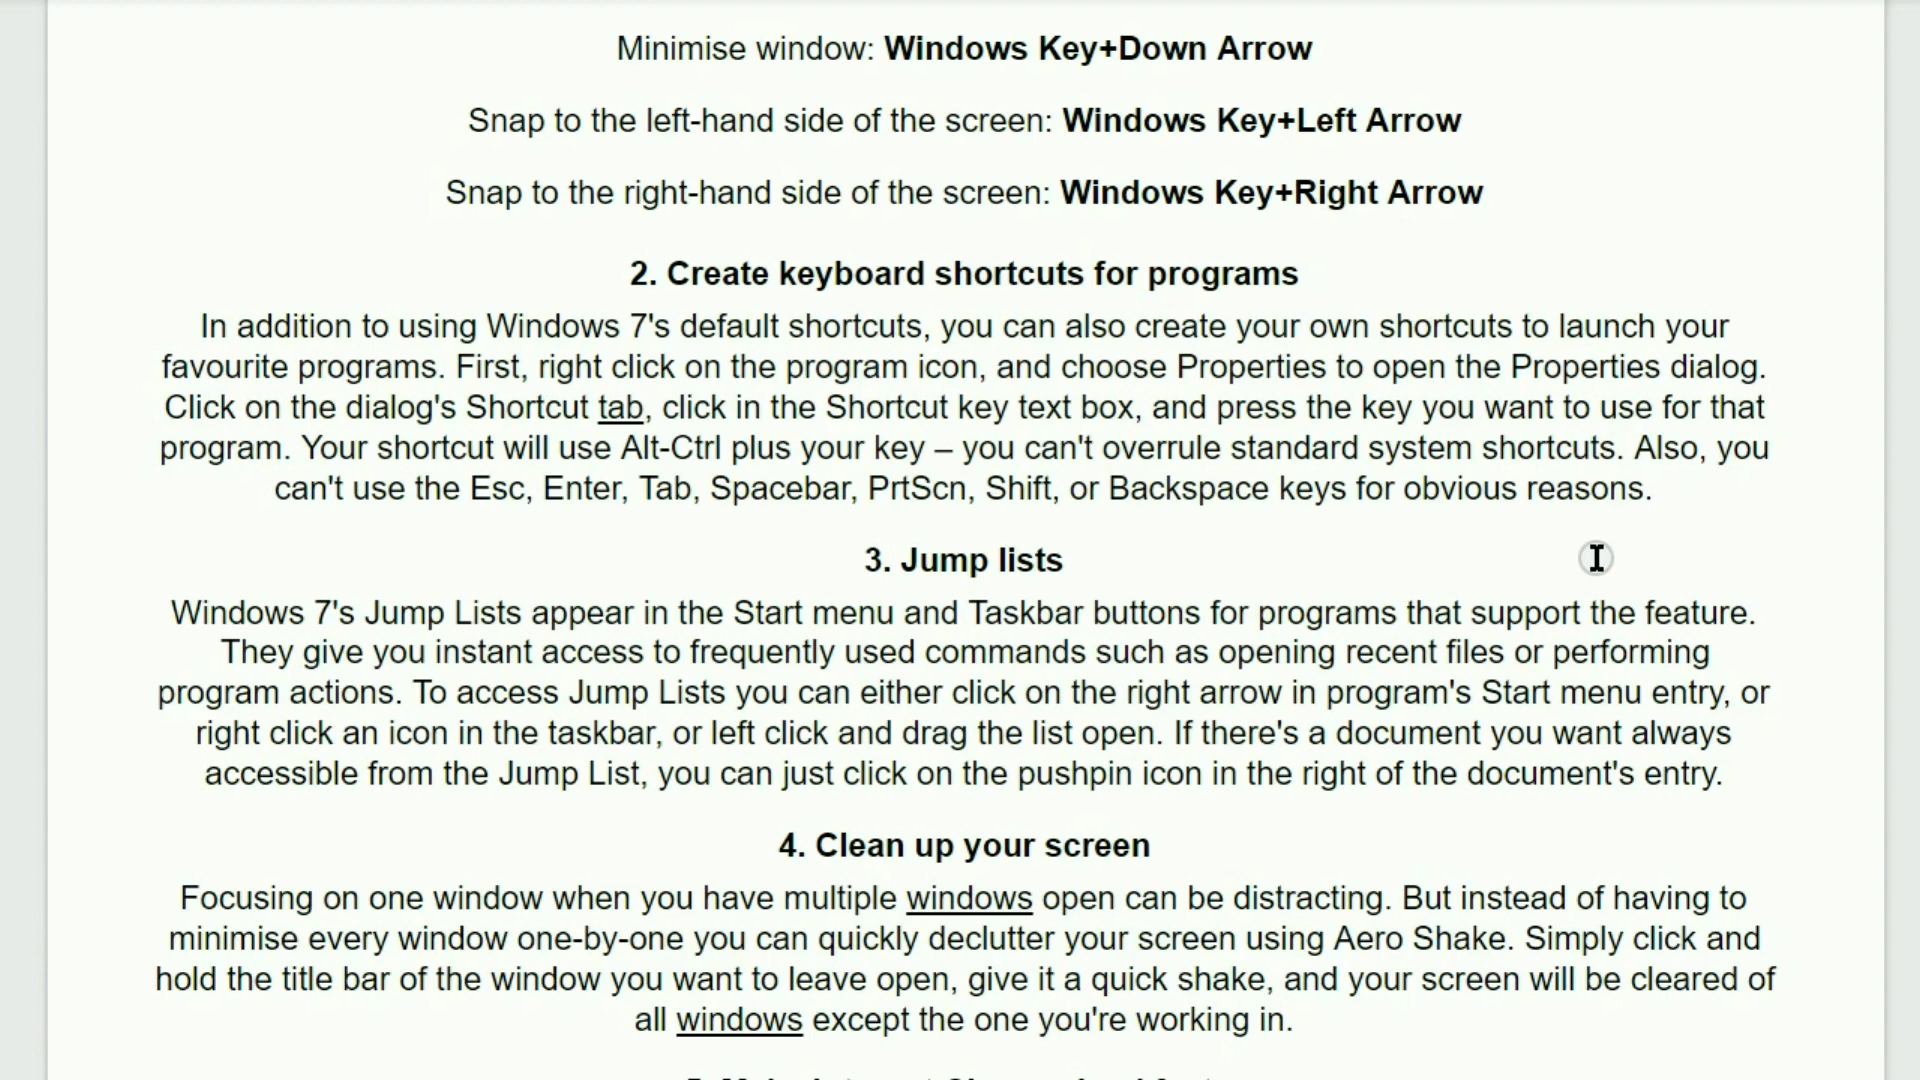 Minimise window: Windows Key+Down Arrow
Snap to the left-hand side of the screen: Windows Key+Left Arrow
Snap to the right-hand side of the screen: Windows Key+Right Arrow
2. Create keyboard shortcuts for programs
In addition to using Windows 7's default shortcuts, you can also create your own shortcuts to launch your
favourite programs. First, right click on the program icon, and choose Properties to open the Properties dialog.
Click on the dialog's Shortcut tab, click in the Shortcut key text box, and press the key you want to use for that
program. Your shortcut will use Alt-Ctrl plus your key – you can't overrule standard system shortcuts. Also, you
can't use the Esc, Enter, Tab, Spacebar, PrtScn, Shift, or Backspace keys for obvious reasons.
3. Jump lists
Windows 7's Jump Lists appear in the Start menu and Taskbar buttons for programs that support the feature.
They give you instant access to frequently used commands such as opening recent files or performing
program actions. To access Jump Lists you can either click on the right arrow in program's Start menu entry, or
right click an icon in the taskbar, or left click and drag the list open. If there's a document you want always
accessible from the Jump List, you can just click on the pushpin icon in the right of the document's entry.
4. Clean up your screen
Focusing on one window when you have multiple windows open can be distracting. But instead of having to
minimise every window one-by-one you can quickly declutter your screen using Aero Shake. Simply click and
hold the title bar of the window you want to leave open, give it a quick shake, and your screen will be cleared of
all windows except the one you're working in.